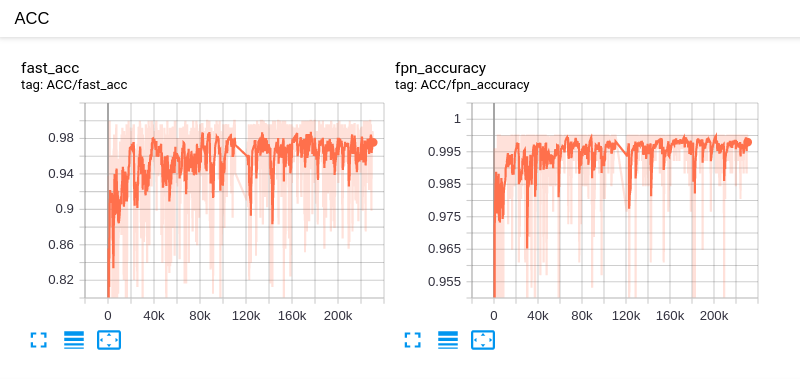 ACC
fast_acc
tag: ACC/fast_acc
0.98
0.94
0.9
0.86
0.82
0 40k 80k 120k 160k 200k
fpn_accuracy
tag: ACC/fpn_accuracy
1
0.995
0.985
0.975
0.965
0.955
0 40k 80k 120k 160k 200k